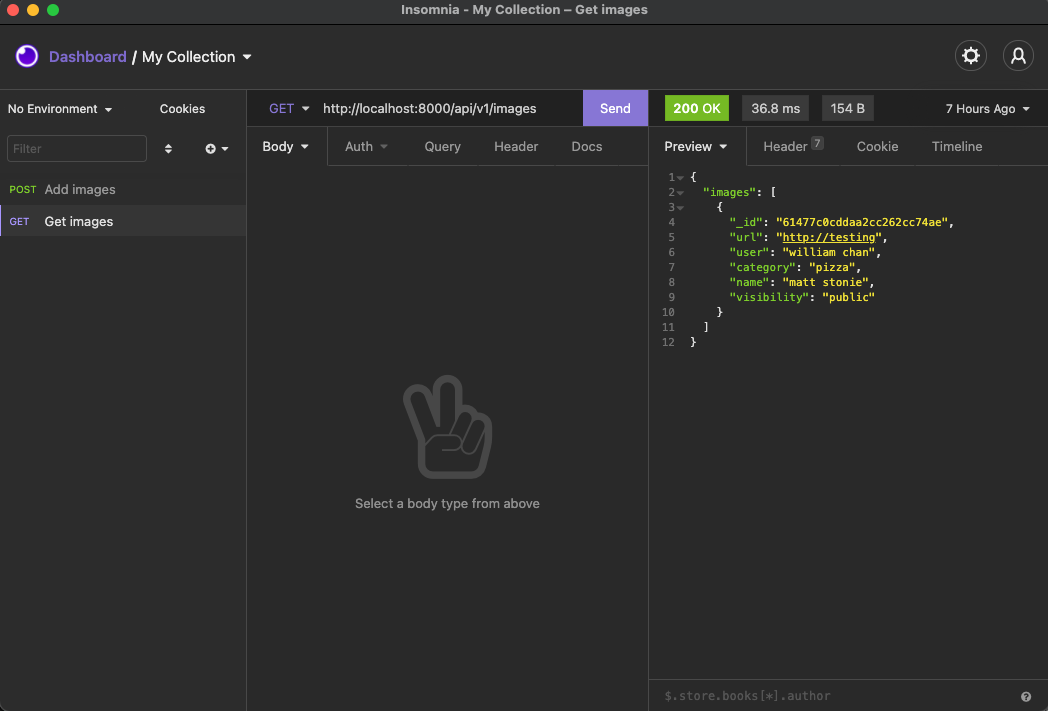 Insomnia - My Collection – Get images
Dashboard / My Collection
No Environment Cookies
GET http://localhost:8000/api/v1/images Send
200 OK 36.8 ms 154 B 7 Hours Ago
Filter
Body Auth Query Header Docs
Preview Header 7 Cookie Timeline
POST Add images
GET Get images
1 {
2 "images": [
3 {
4 "_id": "61477c0cddaa2cc262cc74ae",
5 "url": "http://testing",
6 "user": "william chan",
7 "category": "pizza",
8 "name": "matt stonie",
9 "visibility": "public"
10 }
11 ]
12 }
Select a body type from above
$.store.books[*].author